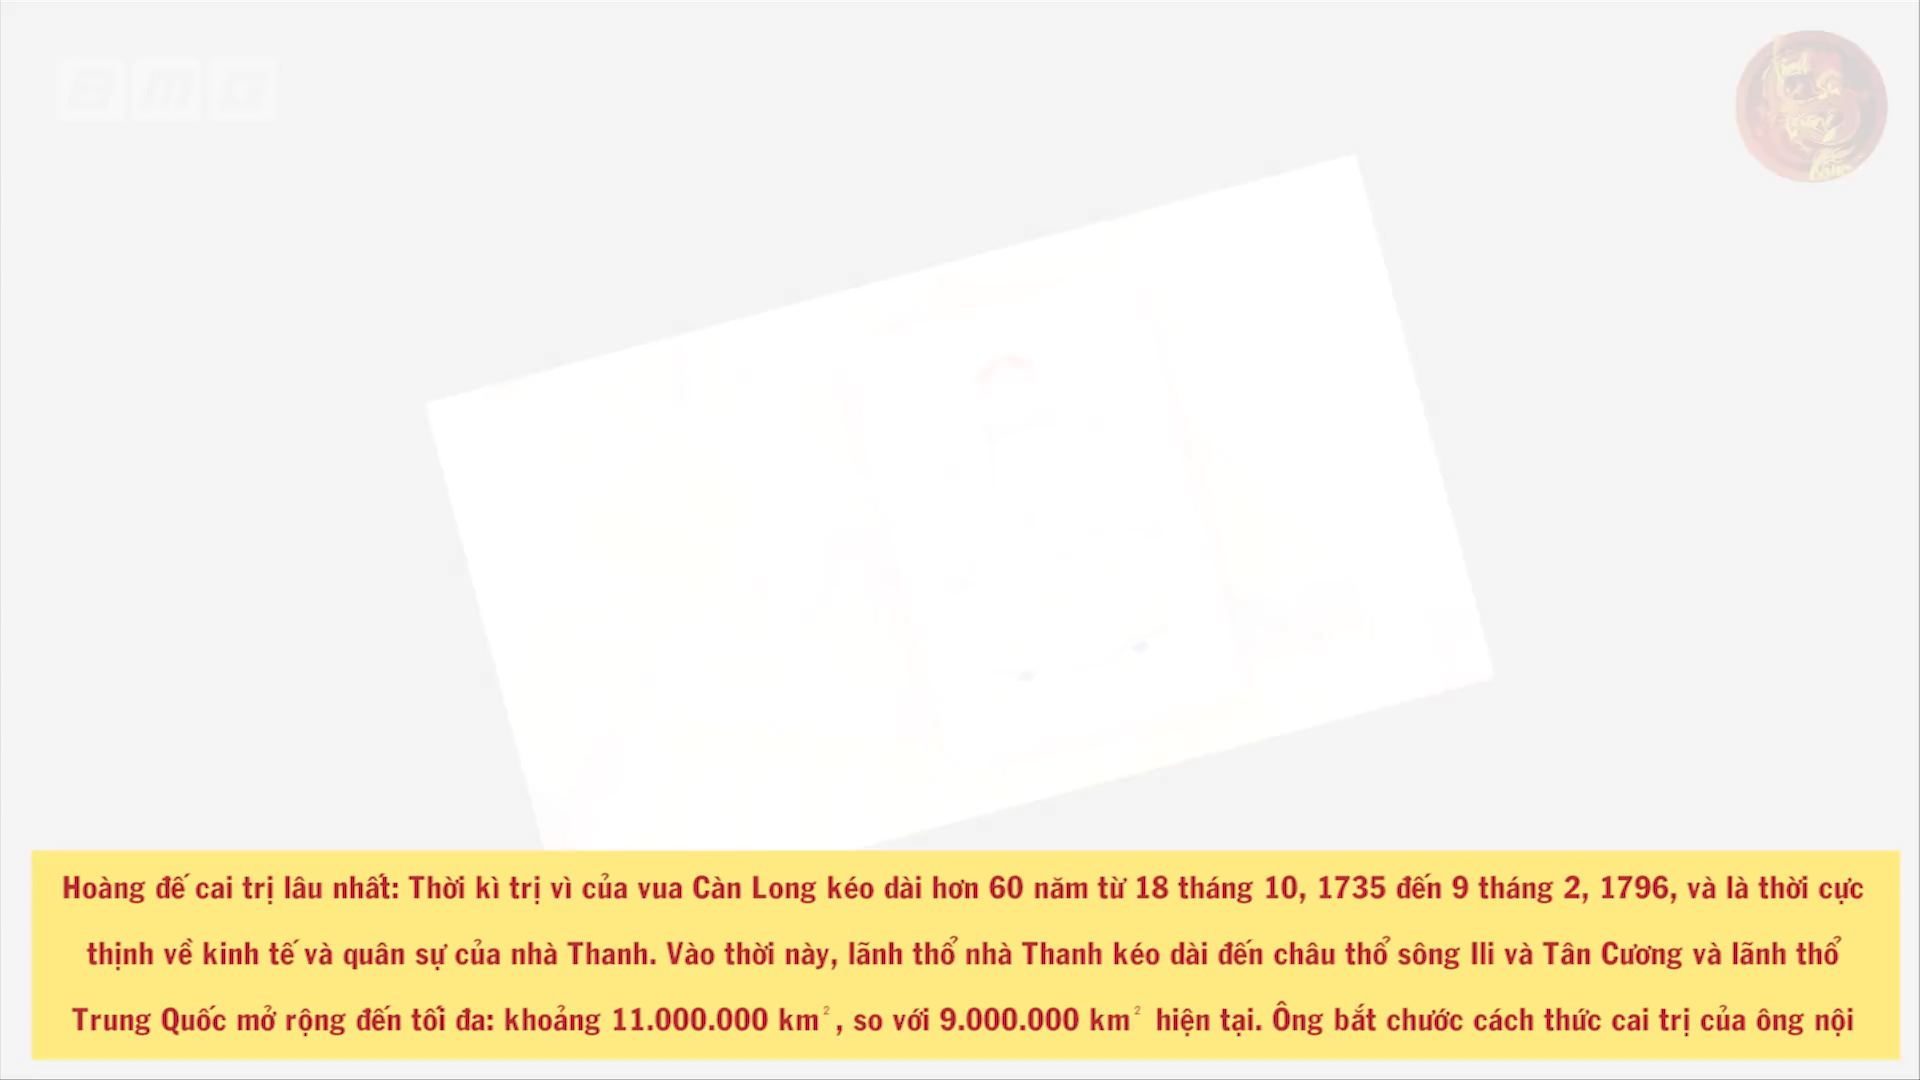 BMG
Hoàng đế cai trị lâu nhất: Thời kì trị vì của vua Càn Long kéo dài hơn 60 năm từ 18 tháng 10, 1735 đến 9 tháng 2, 1796, và là thời cực
thịnh về kinh tế và quân sự của nhà Thanh. Vào thời này, lãnh thổ nhà Thanh kéo dài đến châu thổ sông Ili và Tân Cương và lãnh thổ
Trung Quốc mở rộng đến tối đa: khoảng 11.000.000 km², so với 9.000.000 km² hiện tại. Ông bắt chước cách thức cai trị của ông nội